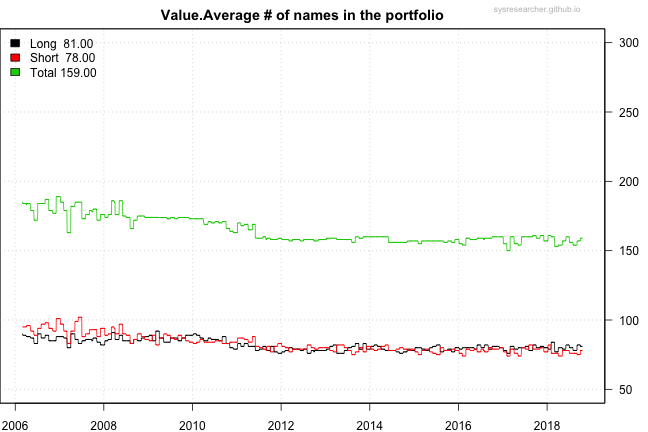 Value.Average # of names in the portfolio
sysresearcher.github.io
Long 81.00
Short 78.00
Total 159.00
300
250
200
150
100
50
2006 2008 2010 2012 2014 2016 2018